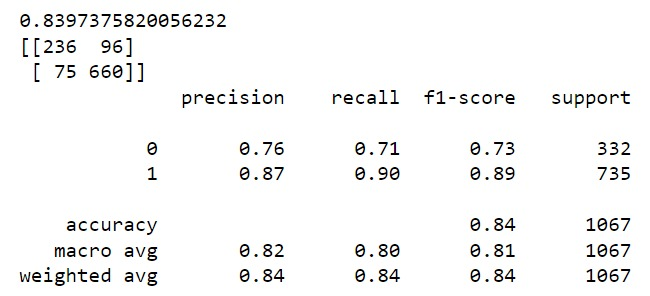 0.8397375820056232
[[236  96]
 [ 75 660]]
              precision    recall  f1-score   support

           0       0.76      0.71      0.73       332
           1       0.87      0.90      0.89       735

    accuracy                           0.84      1067
   macro avg       0.82      0.80      0.81      1067
weighted avg       0.84      0.84      0.84      1067